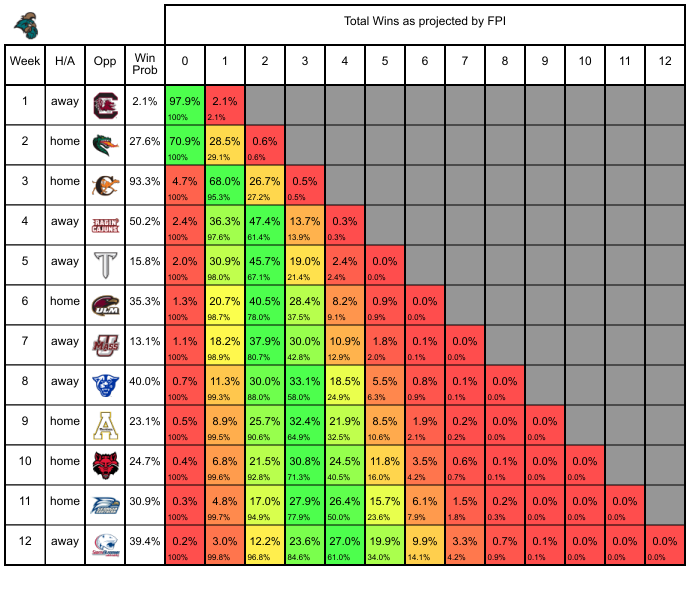 Total Wins as projected by FPI
Week H/A Opp Win Prob 0 1 2 3 4 5 6 7 8 9 10 11 12
1 away 2.1% 97.9% 2.1%
100% 2.1%
2 home 27.6% 70.9% 28.5% 0.6%
100% 29.1% 0.6%
3 home 93.3% 4.7% 68.0% 26.7% 0.5%
100% 95.3% 27.2% 0.5%
4 away RAGIN' CAJUNS 50.2% 2.4% 36.3% 47.4% 13.7% 0.3%
100% 97.6% 61.4% 13.9% 0.3%
5 away T 15.8% 2.0% 30.9% 45.7% 19.0% 2.4% 0.0%
100% 98.0% 67.1% 21.4% 2.4% 0.0%
6 home ULM 35.3% 1.3% 20.7% 40.5% 28.4% 8.2% 0.9% 0.0%
100% 98.7% 78.0% 37.5% 9.1% 0.9% 0.0%
7 away U MASS 13.1% 1.1% 18.2% 37.9% 30.0% 10.9% 1.8% 0.1% 0.0%
100% 98.9% 80.7% 42.8% 12.9% 2.0% 0.1% 0.0%
8 away 40.0% 0.7% 11.3% 30.0% 33.1% 18.5% 5.5% 0.8% 0.1% 0.0%
100% 99.3% 88.0% 58.0% 24.9% 6.3% 0.9% 0.1% 0.0%
9 home A 23.1% 0.5% 8.9% 25.7% 32.4% 21.9% 8.5% 1.9% 0.2% 0.0% 0.0%
100% 99.5% 90.6% 64.9% 32.5% 10.6% 2.1% 0.2% 0.0% 0.0%
10 home 24.7% 0.4% 6.8% 21.5% 30.8% 24.5% 11.8% 3.5% 0.6% 0.1% 0.0% 0.0%
100% 99.6% 92.8% 71.3% 40.5% 16.0% 4.2% 0.7% 0.1% 0.0% 0.0%
11 home 30.9% 0.3% 4.8% 17.0% 27.9% 26.4% 15.7% 6.1% 1.5% 0.2% 0.0% 0.0% 0.0%
100% 99.7% 94.9% 77.9% 50.0% 23.6% 7.9% 1.8% 0.3% 0.0% 0.0% 0.0%
12 away 39.4% 0.2% 3.0% 12.2% 23.6% 27.0% 19.9% 9.9% 3.3% 0.7% 0.1% 0.0% 0.0% 0.0%
100% 99.8% 96.8% 84.6% 61.0% 34.0% 14.1% 4.2% 0.9% 0.1% 0.0% 0.0% 0.0%